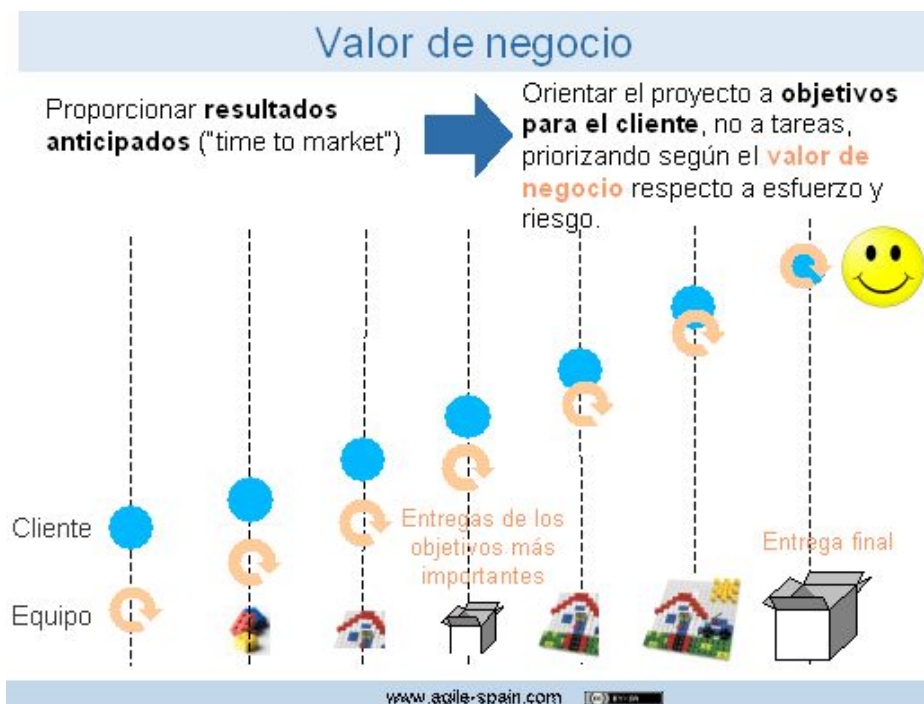 Valor de negocio
Proporcionar resultados
anticipados ("time to market")
Orientar el proyecto a objetivos
para el cliente, no a tareas,
priorizando según el valor de
negocio respecto a esfuerzo y
riesgo.
Cliente
Equipo
Entregas de los
objetivos más
importantes
Entrega final
www.agile-spain.com